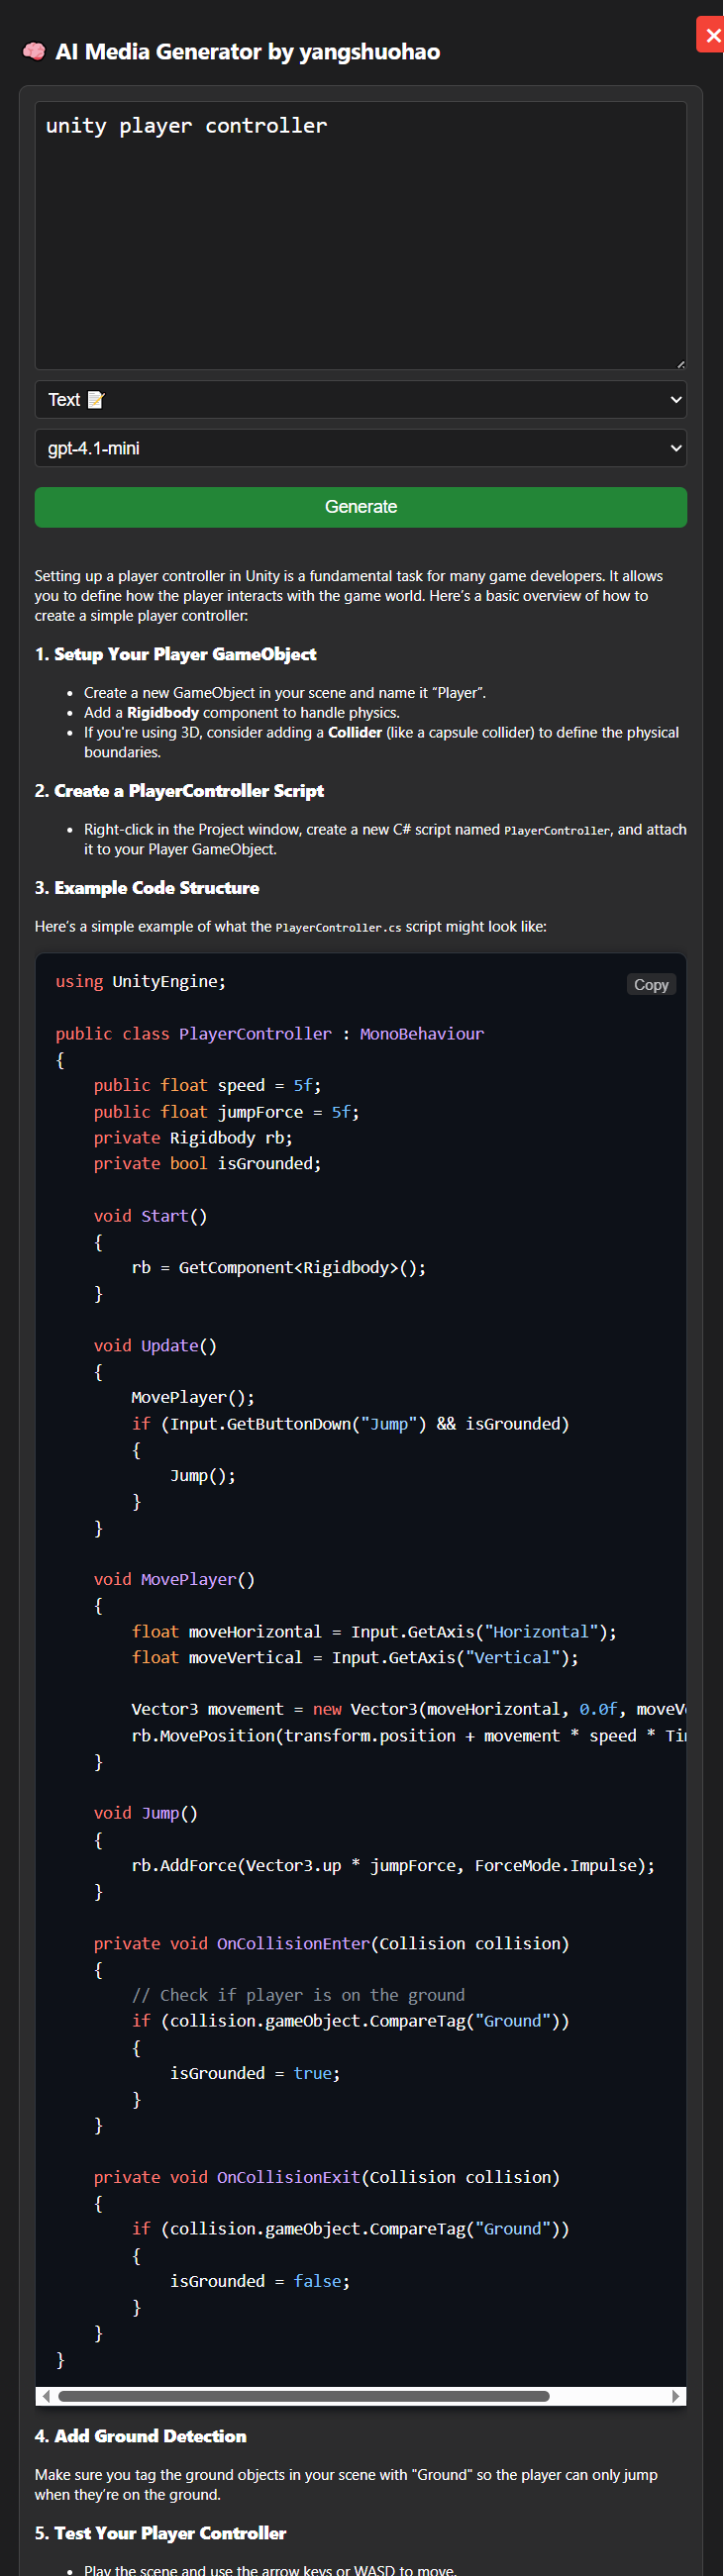 🧠 AI Media Generator by yangshuohao
unity player controller
Text 📝
gpt-4.1-mini
Generate
Setting up a player controller in Unity is a fundamental task for many game developers. It allows
you to define how the player interacts with the game world. Here's a basic overview of how to
create a simple player controller:
1. Setup Your Player GameObject
• Create a new GameObject in your scene and name it “Player”.
• Add a Rigidbody component to handle physics.
• If you're using 3D, consider adding a Collider (like a capsule collider) to define the physical
boundaries.
2. Create a PlayerController Script
• Right-click in the Project window, create a new C# script named PlayerController, and attach
it to your Player GameObject.
3. Example Code Structure
Here's a simple example of what the PlayerController.cs script might look like:
using UnityEngine;
Copy
public class PlayerController : MonoBehaviour
{
    public float speed = 5f;
    public float jumpForce = 5f;
    private Rigidbody rb;
    private bool isGrounded;
    void Start()
    {
        rb = GetComponent<Rigidbody>();
    }
    void Update()
    {
        MovePlayer();
        if (Input.GetButtonDown("Jump") && isGrounded)
        {
            Jump();
        }
    }
    void MovePlayer()
    {
        float moveHorizontal = Input.GetAxis("Horizontal");
        float moveVertical = Input.GetAxis("Vertical");
        Vector3 movement = new Vector3(moveHorizontal, 0.0f, moveV
        rb.MovePosition(transform.position + movement * speed * Ti
    }
    void Jump()
    {
        rb.AddForce(Vector3.up * jumpForce, ForceMode.Impulse);
    }
    private void OnCollisionEnter(Collision collision)
    {
        // Check if player is on the ground
        if (collision.gameObject.CompareTag("Ground"))
        {
            isGrounded = true;
        }
    }
    private void OnCollisionExit(Collision collision)
    {
        if (collision.gameObject.CompareTag("Ground"))
        {
            isGrounded = false;
        }
    }
}
4. Add Ground Detection
Make sure you tag the ground objects in your scene with "Ground" so the player can only jump
when they're on the ground.
5. Test Your Player Controller
• Play the scene and use the arrow keys or WASD to move.